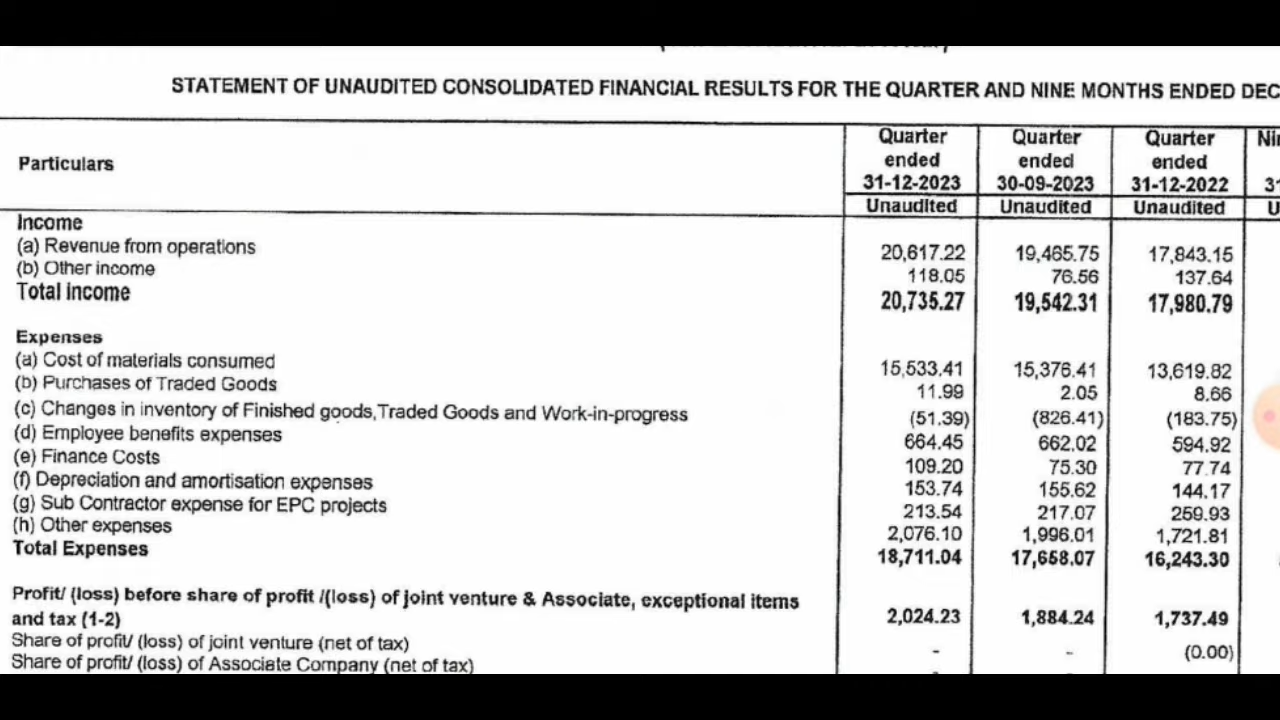 STATEMENT OF UNAUDITED CONSOLIDATED FINANCIAL RESULTS FOR THE QUARTER AND NINE MONTHS ENDED DEC
Particulars Quarter ended 31-12-2023 Quarter ended 30-09-2023 Quarter ended 31-12-2022
Unaudited Unaudited Unaudited
Income
(a) Revenue from operations 20,617.22 19,465.75 17,843.15
(b) Other income 118.05 76.56 137.64
Total income 20,735.27 19,542.31 17,980.79
Expenses
(a) Cost of materials consumed 15,533.41 15,376.41 13,619.82
(b) Purchases of Traded Goods 11.99 2.05 8.66
(c) Changes in inventory of Finished goods,Traded Goods and Work-in-progress (51.39) (826.41) (183.75)
(d) Employee benefits expenses 664.45 662.02 594.92
(e) Finance Costs 109.20 75.30 77.74
(f) Depreciation and amortisation expenses 153.74 155.62 144.17
(g) Sub Contractor expense for EPC projects 213.54 217.07 259.93
(h) Other expenses 2,076.10 1,996.01 1,721.81
Total Expenses 18,711.04 17,658.07 16,243.30
Profit/ (loss) before share of profit /(loss) of joint venture & Associate, exceptional items
and tax (1-2) 2,024.23 1,884.24 1,737.49
Share of profit/ (loss) of joint venture (net of tax) - - (0.00)
Share of profit/ (loss) of Associate Company (net of tax)